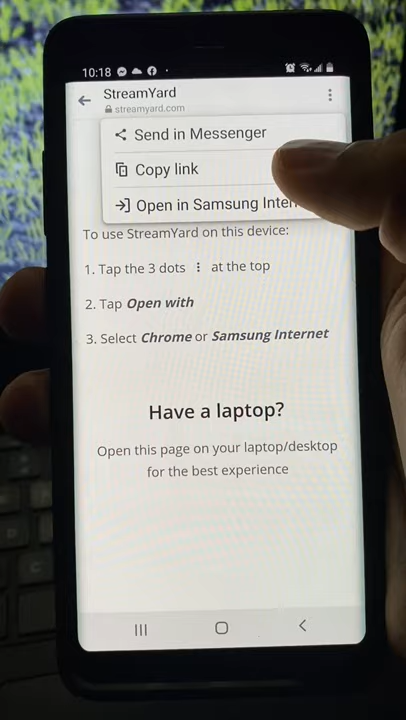 10:18
StreamYard
streamyard.com
Send in Messenger
Copy link
Open in Samsung
To use StreamYard on this device:
1. Tap the 3 dots ⋮ at the top
2. Tap Open with
3. Select Chrome or Samsung Internet
Have a laptop?
Open this page on your laptop/desktop
for the best experience